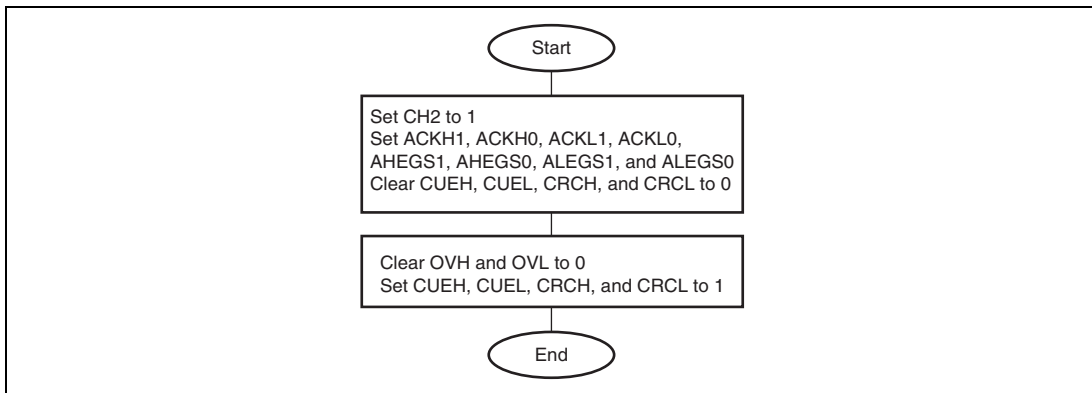 Start
Set CH2 to 1
Set ACKH1, ACKH0, ACKL1, ACKL0,
AHEGS1, AHEGS0, ALEGS1, and ALEGS0
Clear CUEH, CUEL, CRCH, and CRCL to 0
Clear OVH and OVL to 0
Set CUEH, CUEL, CRCH, and CRCL to 1
End